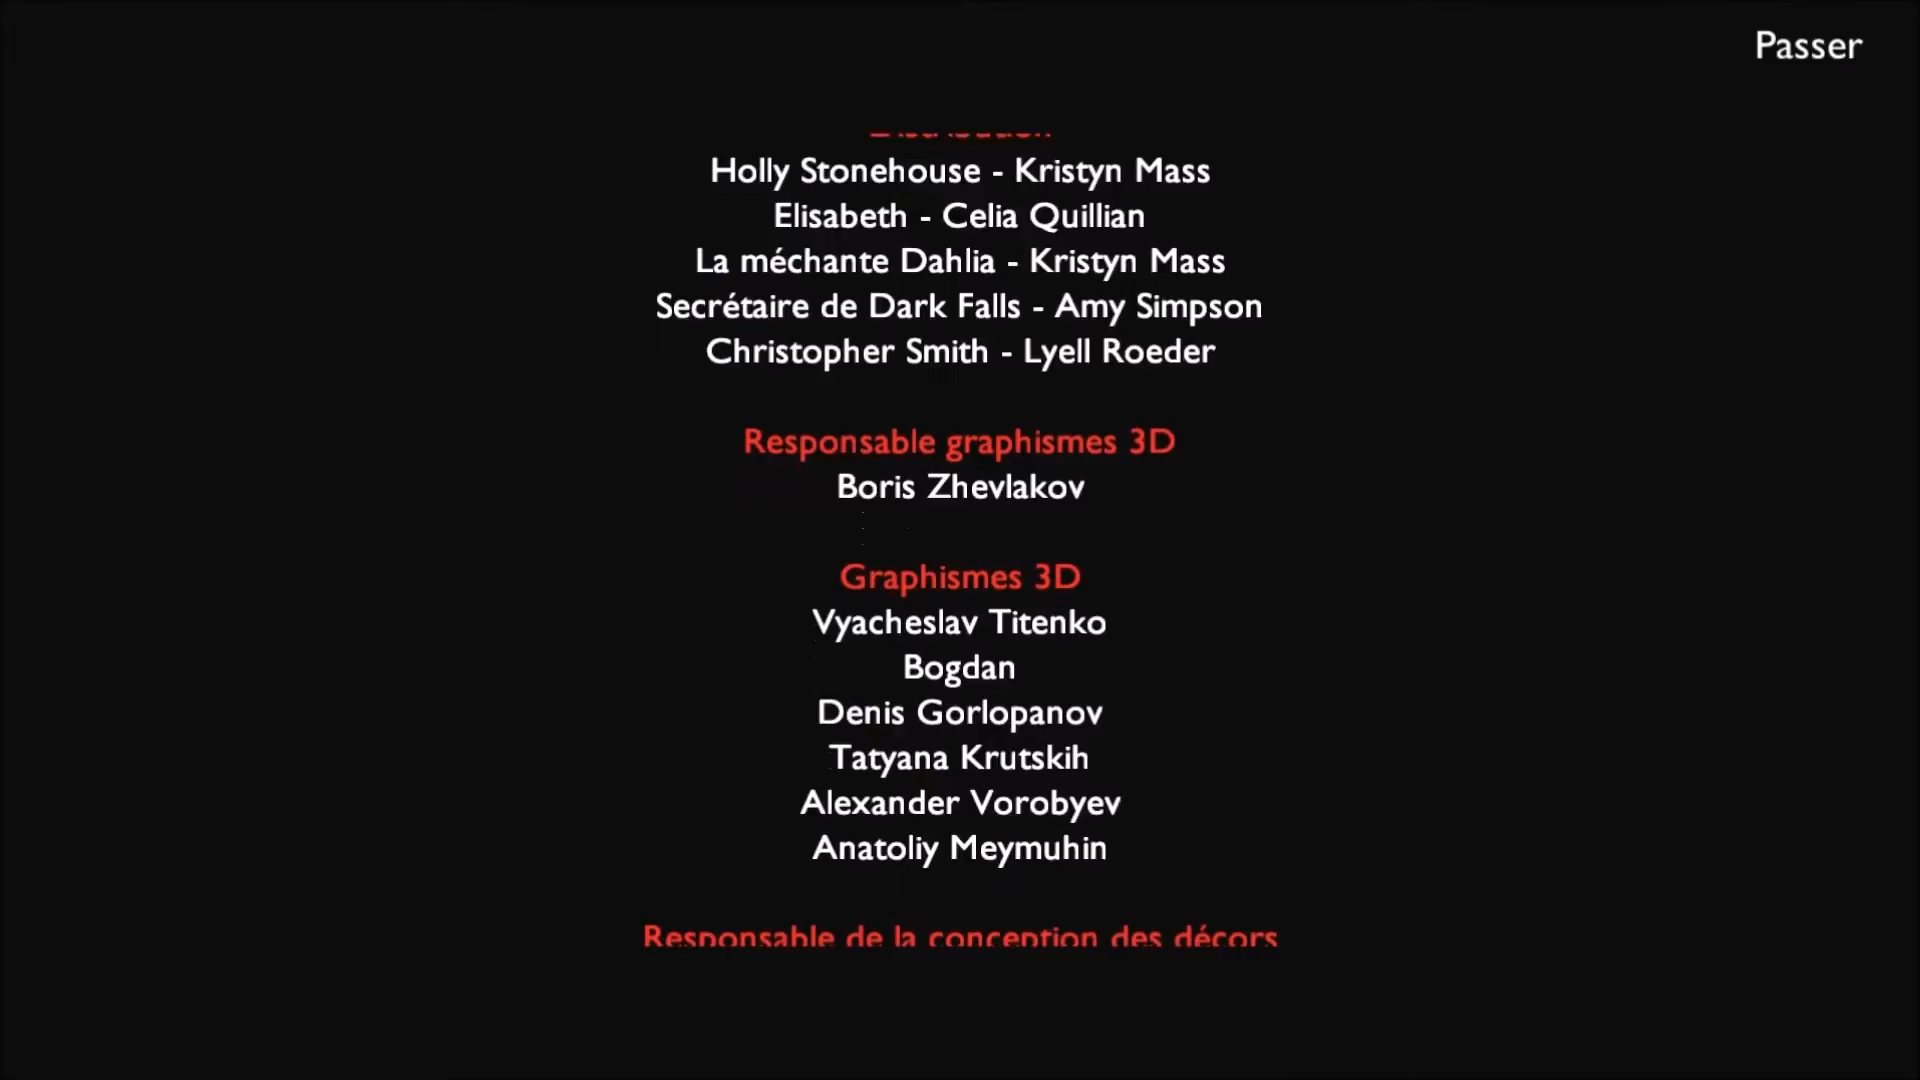 Passer
Distribution
Holly Stonehouse - Kristyn Mass
Elisabeth - Celia Quillian
La méchante Dahlia - Kristyn Mass
Secrétaire de Dark Falls - Amy Simpson
Christopher Smith - Lyell Roeder
Responsable graphismes 3D
Boris Zhevlakov
Graphismes 3D
Vyacheslav Titenko
Bogdan
Denis Gorlopanov
Tatyana Krutskih
Alexander Vorobyev
Anatoliy Meymuhin
Responsable de la conception des décors